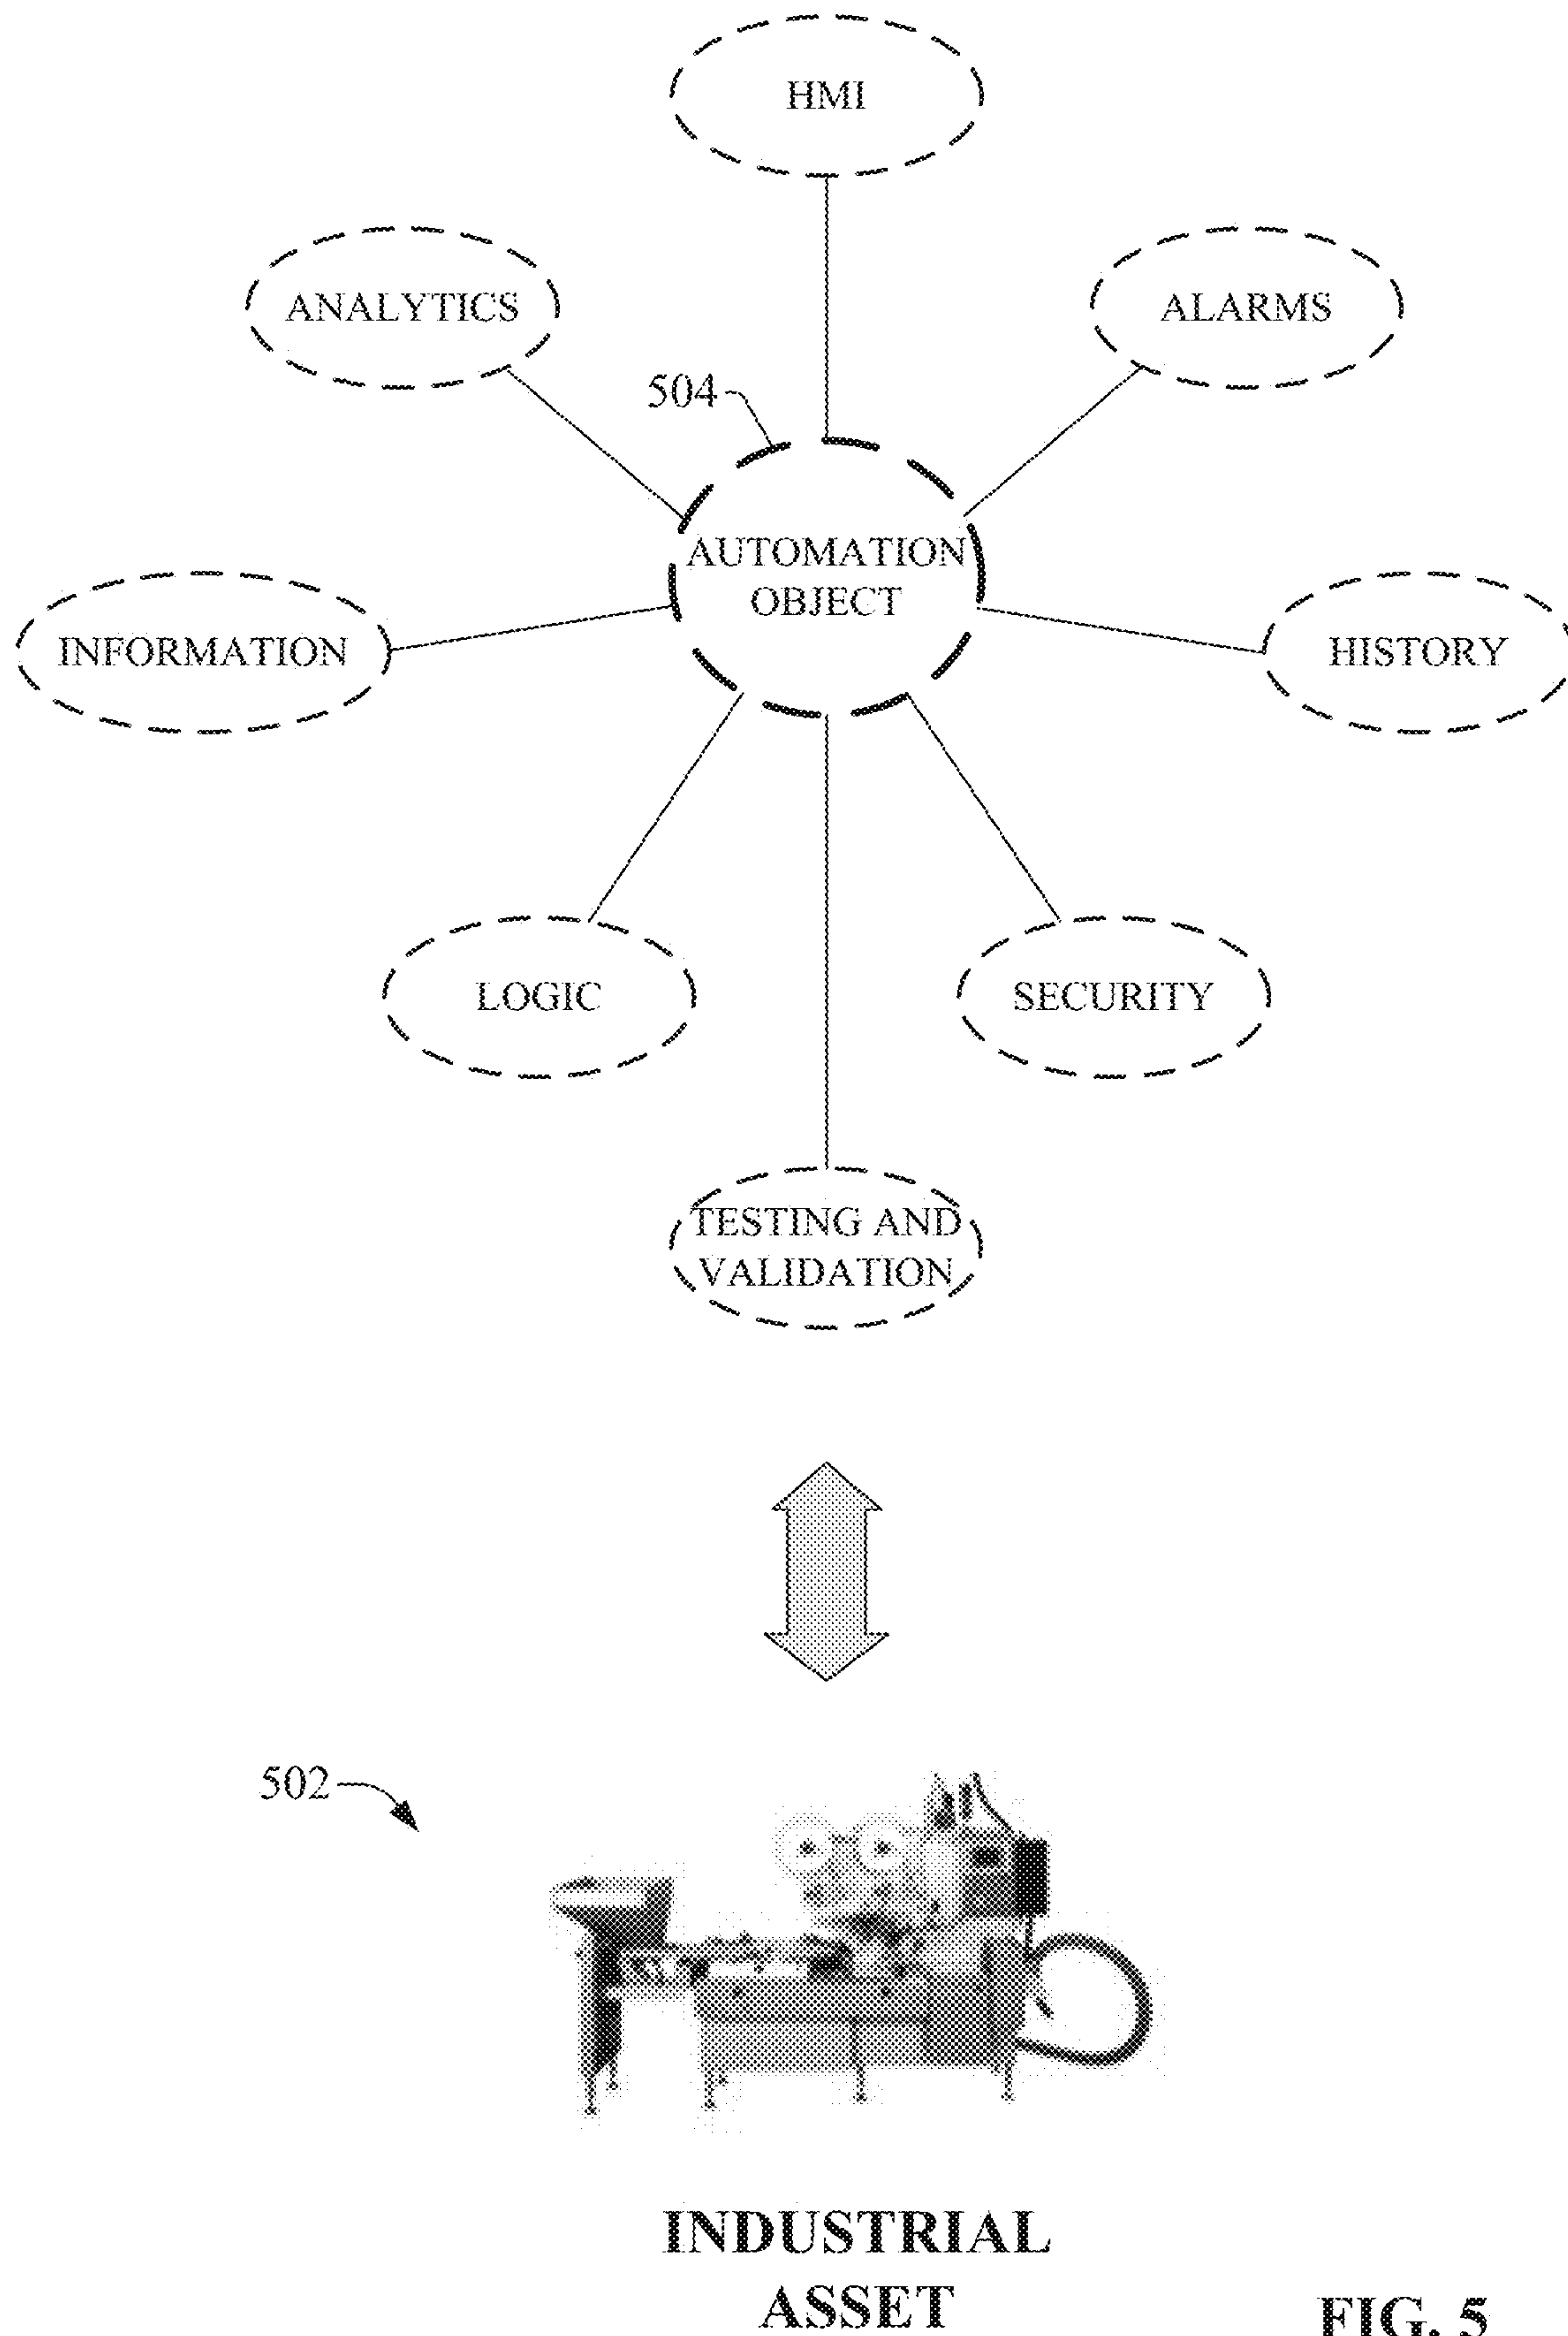 HMI
ANALYTICS
ALARMS
504
AUTOMATION
OBJECT
INFORMATION
HISTORY
LOGIC
SECURITY
TESTING AND
VALIDATION
502
INDUSTRIAL
ASSET
FIG. 5